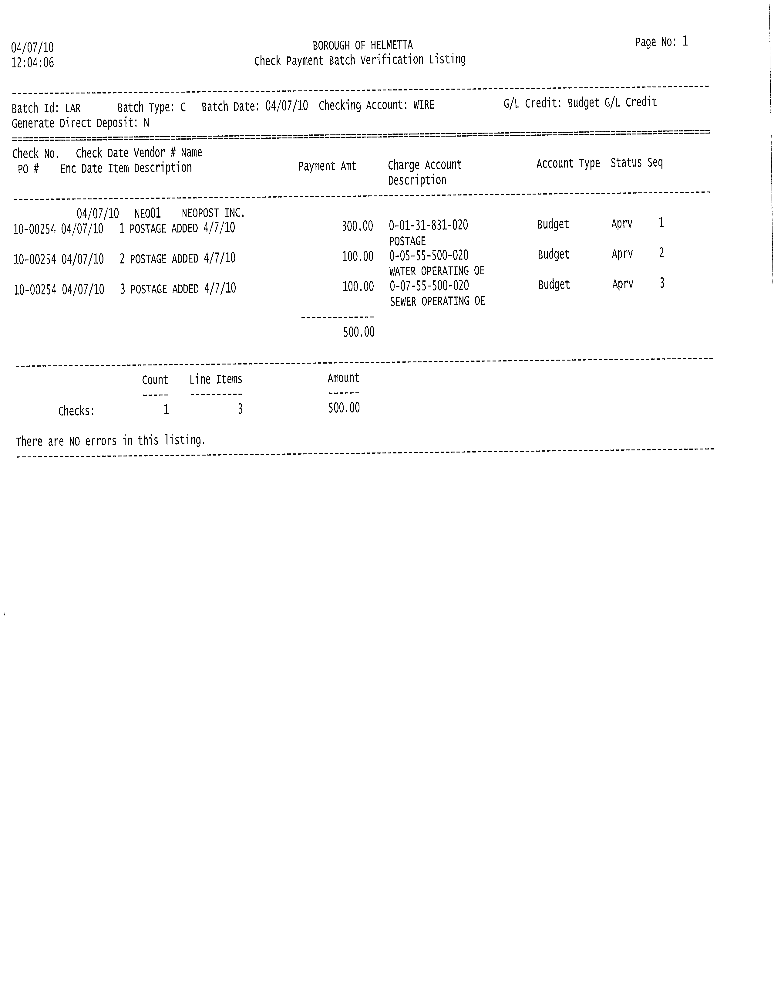 04/07/10 BOROUGH OF HELMETTA Page No: 1
12:04:06 Check Payment Batch Verification Listing
Batch Id: LAR Batch Type: C Batch Date: 04/07/10 Checking Account: WIRE G/L Credit: Budget G/L Credit
Generate Direct Deposit: N
Check No. Check Date Vendor # Name
PO # Enc Date Item Description Payment Amt Charge Account Account Type Status Seq
Description
04/07/10 NEO01 NEOPOST INC.
10-00254 04/07/10 1 POSTAGE ADDED 4/7/10 300.00 0-01-31-831-020 Budget Aprv 1
POSTAGE
10-00254 04/07/10 2 POSTAGE ADDED 4/7/10 100.00 0-05-55-500-020 Budget Aprv 2
WATER OPERATING OE
10-00254 04/07/10 3 POSTAGE ADDED 4/7/10 100.00 0-07-55-500-020 Budget Aprv 3
SEWER OPERATING OE
500.00
Count Line Items Amount
Checks: 1 3 500.00
There are NO errors in this listing.